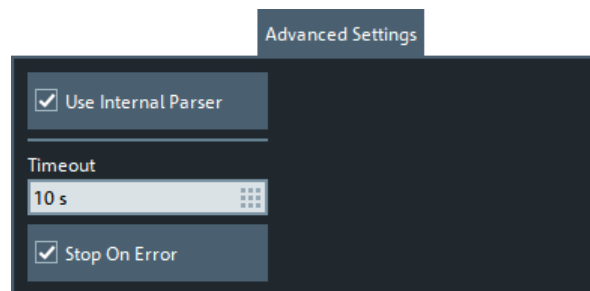 Advanced Settings
Use Internal Parser
Timeout
10 s
Stop On Error